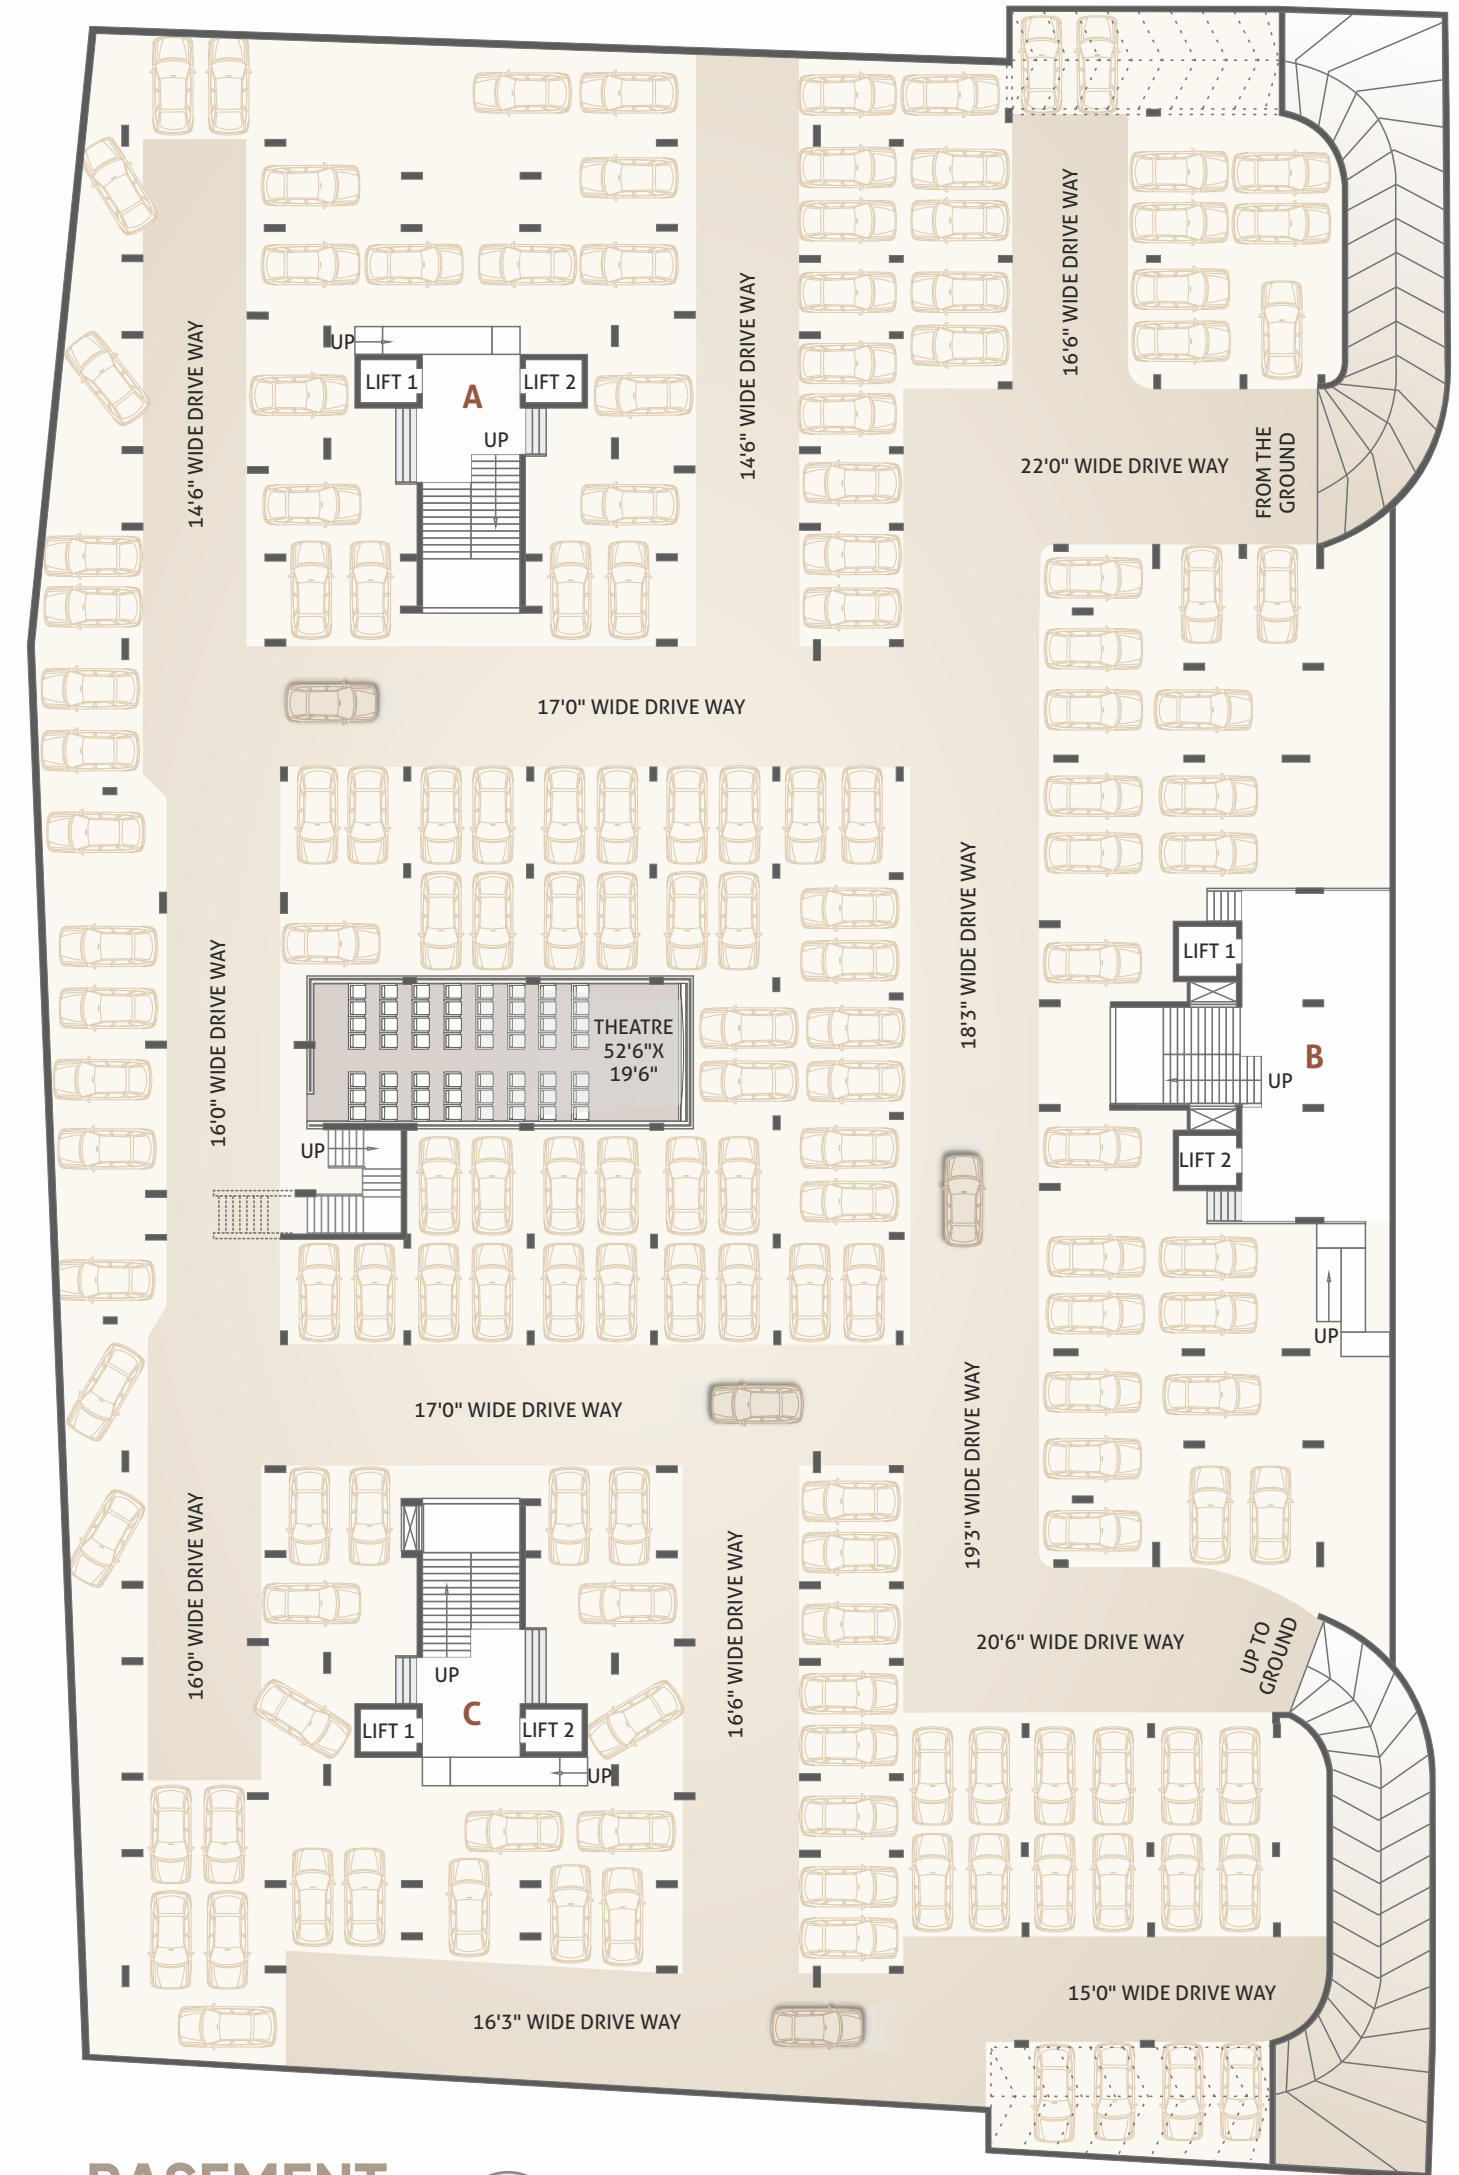 16'6" WIDE DRIVE WAY
14'6" WIDE DRIVE WAY
14'6" WIDE DRIVE WAY
UP
LIFT 1
A
LIFT 2
UP
22'0" WIDE DRIVE WAY
FROM THE
GROUND
17'0" WIDE DRIVE WAY
18'3" WIDE DRIVE WAY
16'0" WIDE DRIVE WAY
LIFT 1
THEATRE
52'6"X
19'6"
B
UP
UP
LIFT 2
UP
17'0" WIDE DRIVE WAY
19'3" WIDE DRIVE WAY
16'0" WIDE DRIVE WAY
16'6" WIDE DRIVE WAY
20'6" WIDE DRIVE WAY
UP TO
GROUND
UP
C
LIFT 1
LIFT 2
UP
15'0" WIDE DRIVE WAY
16'3" WIDE DRIVE WAY
BASEMENT